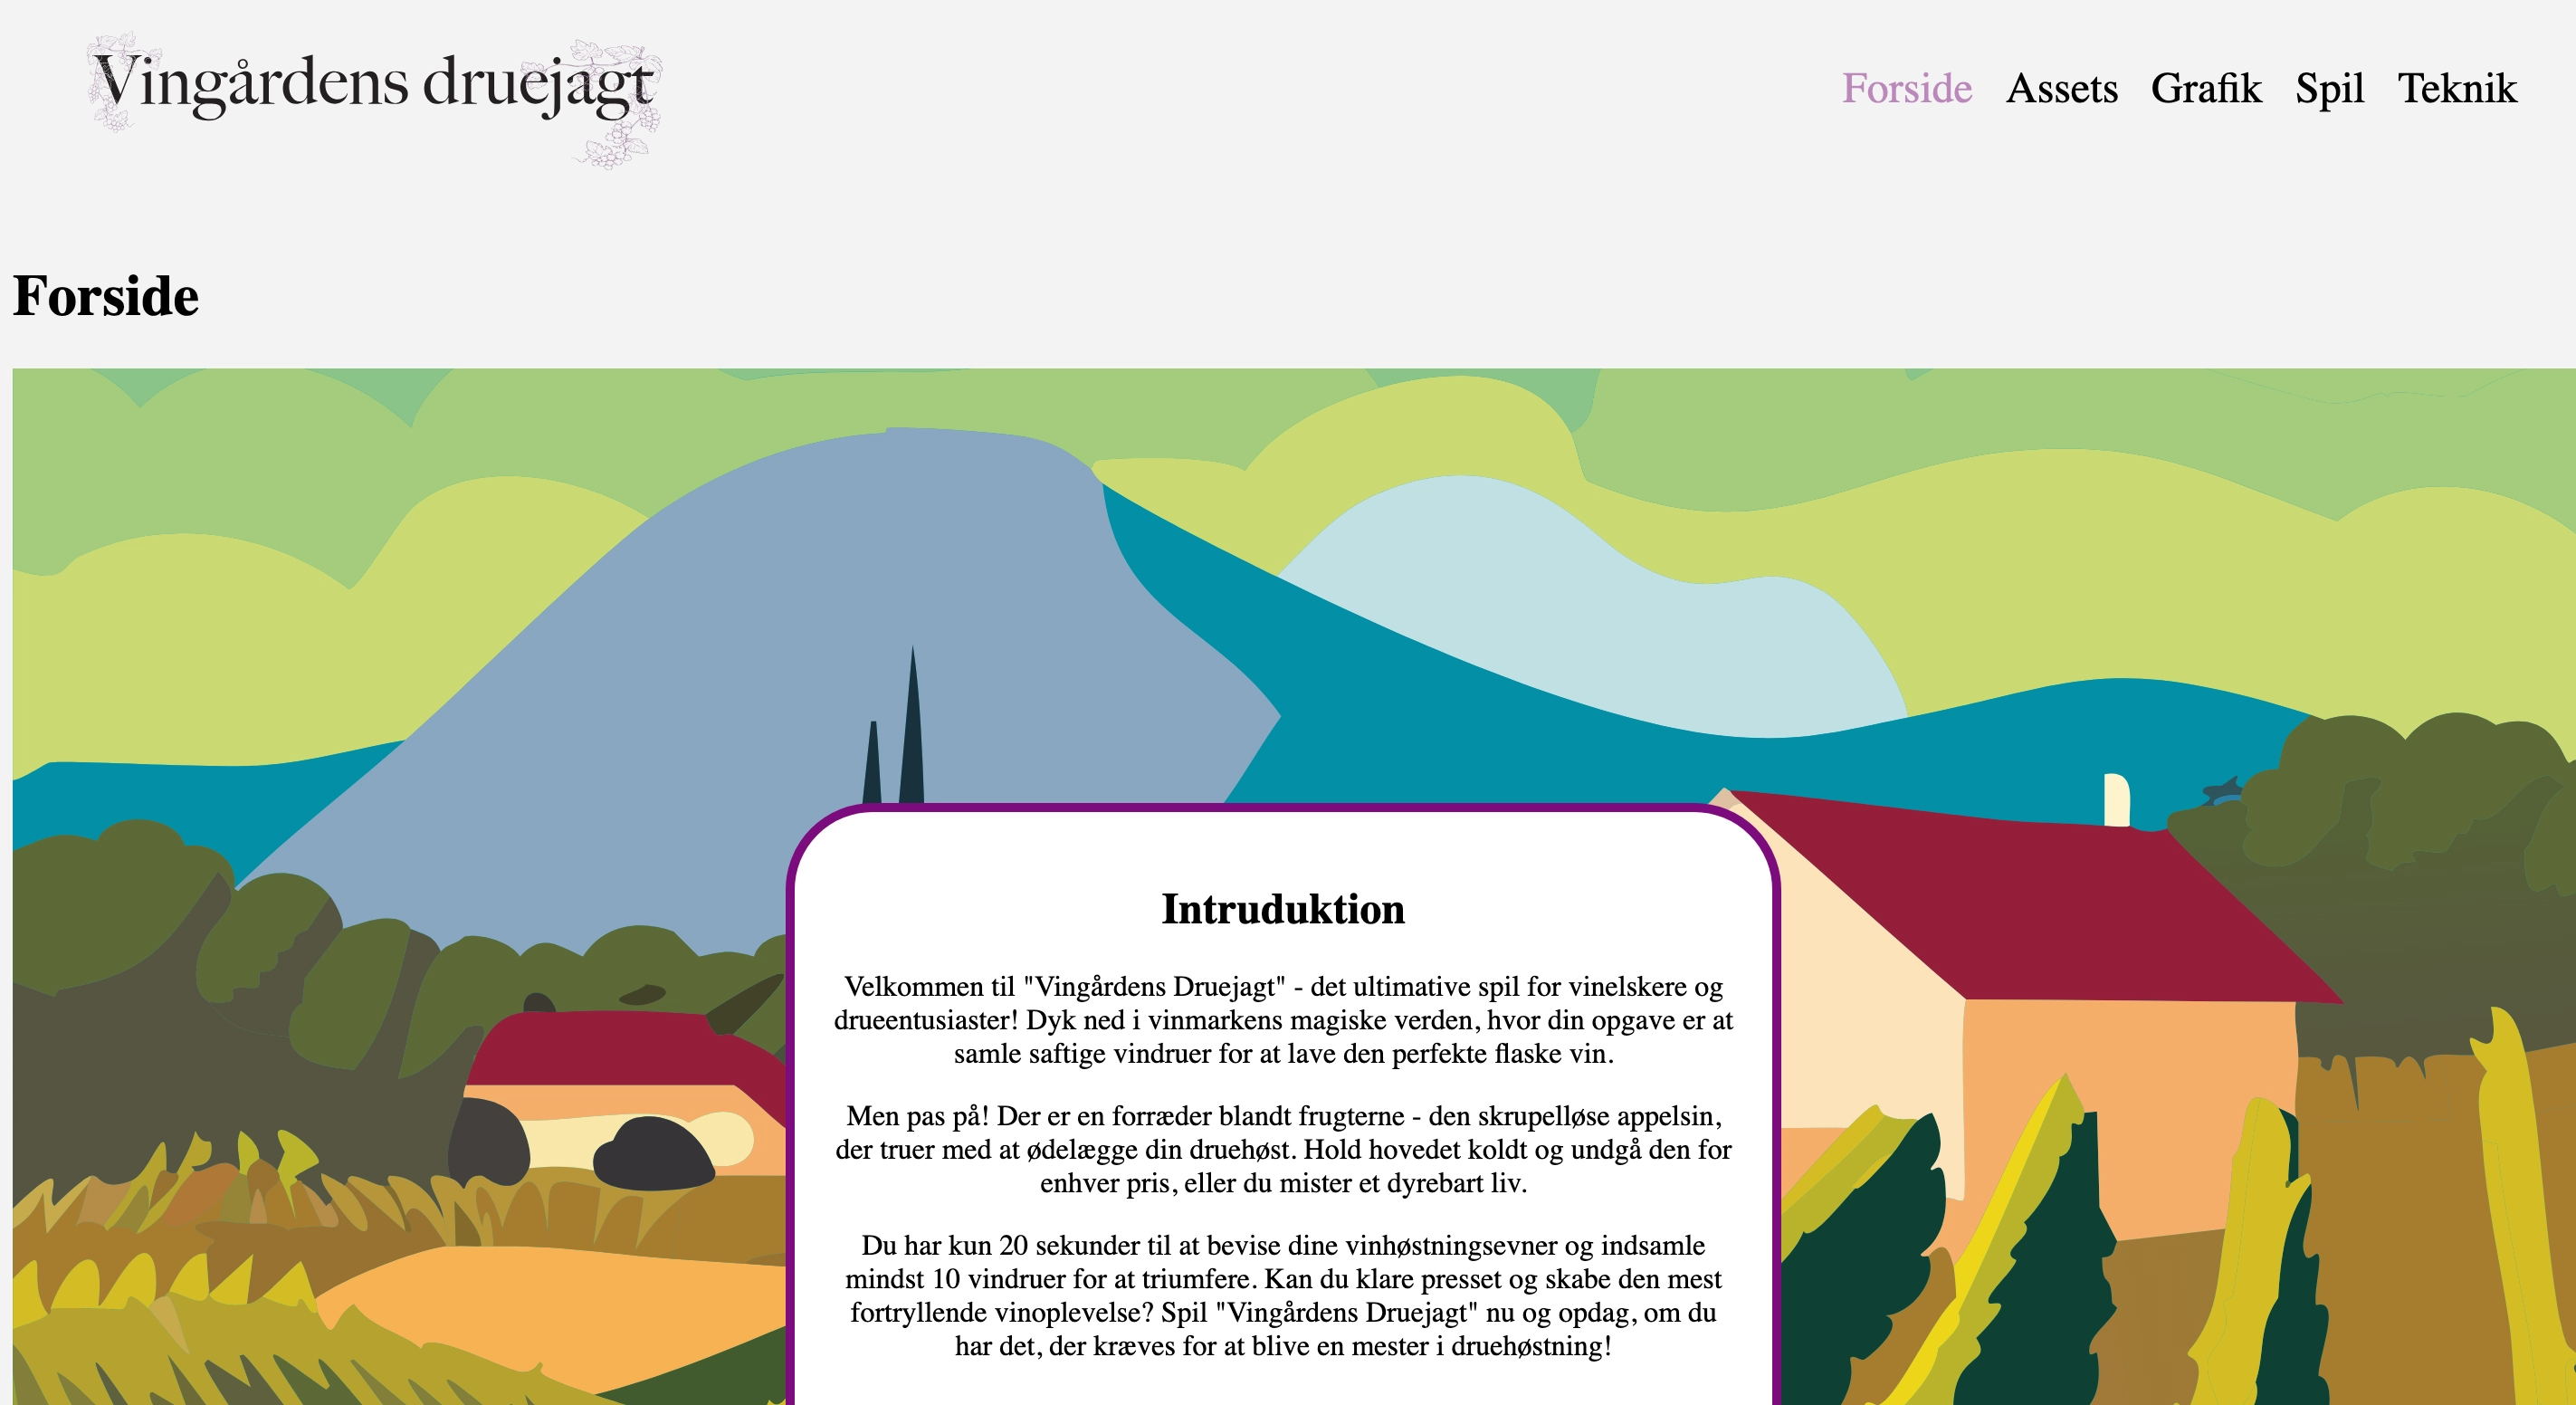 Vingårdens druejagt
Forside Assets Grafik Spil Teknik
Forside
Intruduktion
Velkommen til "Vingårdens Druejagt" - det ultimative spil for vinelskere og
drueentusiaster! Dyk ned i vinmarkens magiske verden, hvor din opgave er at
samle saftige vindruer for at lave den perfekte flaske vin.
Men pas på! Der er en forræder blandt frugterne - den skrupelløse appelsin,
der truer med at ødelægge din druehøst. Hold hovedet koldt og undgå den for
enhver pris, eller du mister et dyrebart liv.
Du har kun 20 sekunder til at bevise dine vinhøstningsevner og indsamle
mindst 10 vindruer for at triumfere. Kan du klare presset og skabe den mest
fortryllende vinoplevelse? Spil "Vingårdens Druejagt" nu og opdag, om du
har det, der kræves for at blive en mester i druehøstning!